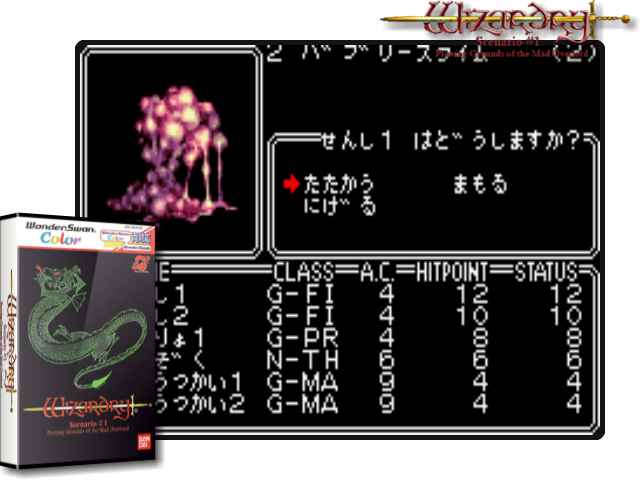 Wizardry
Scenario #1
Proving Grounds of the Mad Overlord
2 バブリースライム (2)
せんし1 はどうしますか?
たたかう まもる
にげる
CLASS A.C. HITPOINT STATUS
1 G-FI 4 12 12
2 G-FI 4 10 10
りょ1 G-PR 4 8 8
ぞく N-TH 6 6 6
うつかい1 G-MA 9 4 4
うつかい2 G-MA 9 4 4
WonderSwan
Color
Wizardry
Scenario #1
Proving Grounds of the Mad Overlord
BANDAI
Wizardry